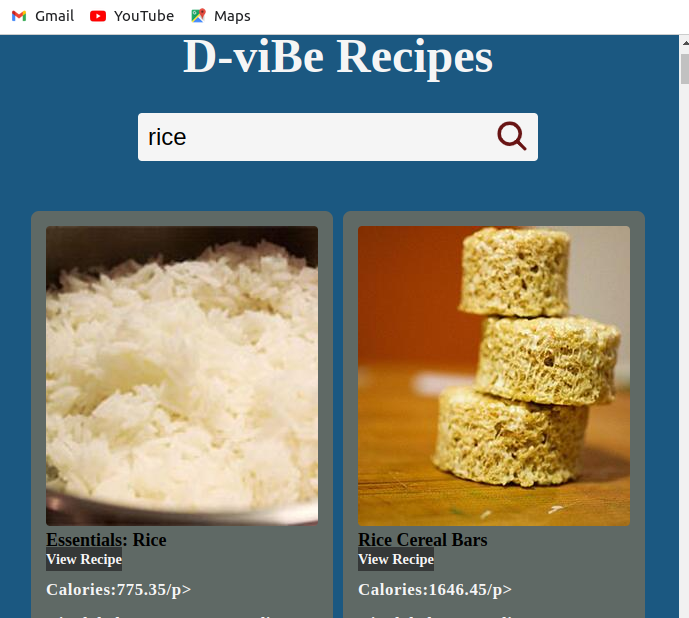 Gmail YouTube Maps
D-viBe Recipes
rice
Essentials: Rice
View Recipe
Calories:775.35/p>
Rice Cereal Bars
View Recipe
Calories:1646.45/p>